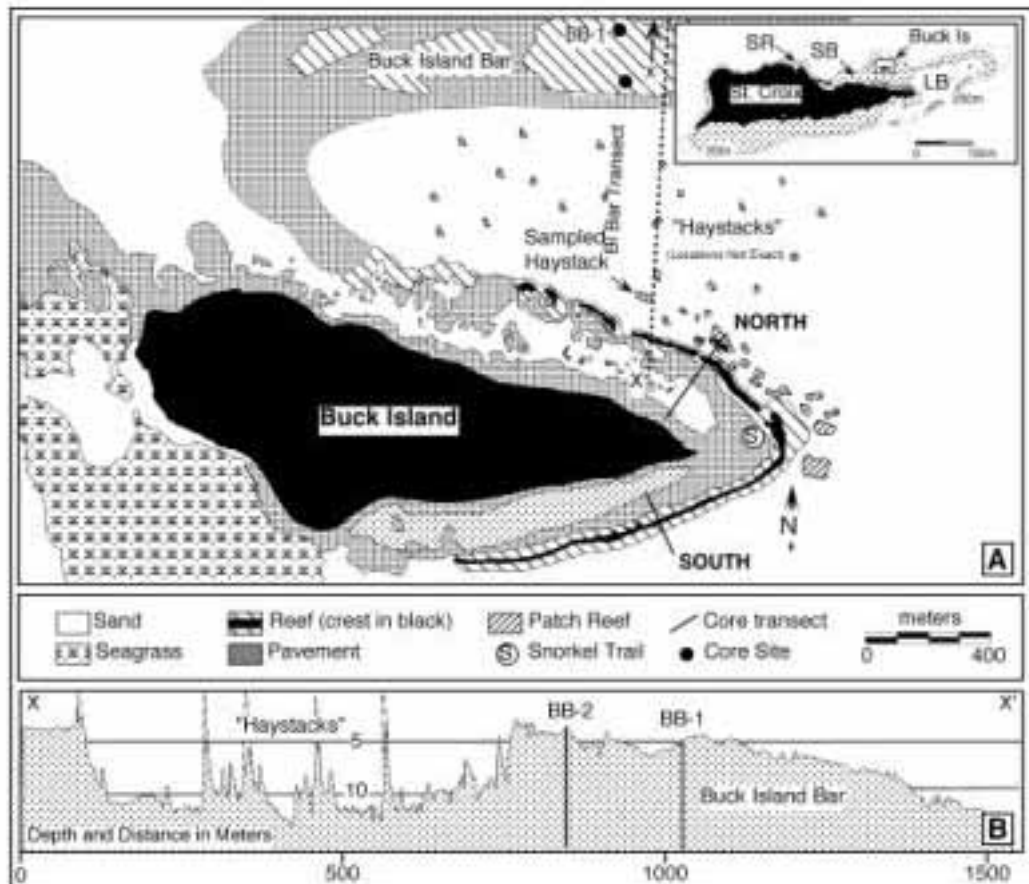 A
BB-1
Buck Island Bar
SR
SB
Buck Is
St. Croix
LB
0
BI Bar Transect
"Haystacks"
(Locations Not Exact)
Sampled
Haystack
NORTH
X
Buck Island
S
N
SOUTH
Sand
Reef (crest in black)
Patch Reef
Core transect
meters
Seagrass
Pavement
S
Snorkel Trail
Core Site
0 400
X
X'
"Haystacks"
BB-2
BB-1
5
10
Buck Island Bar
Depth and Distance in Meters
B
0 500 1000 1500